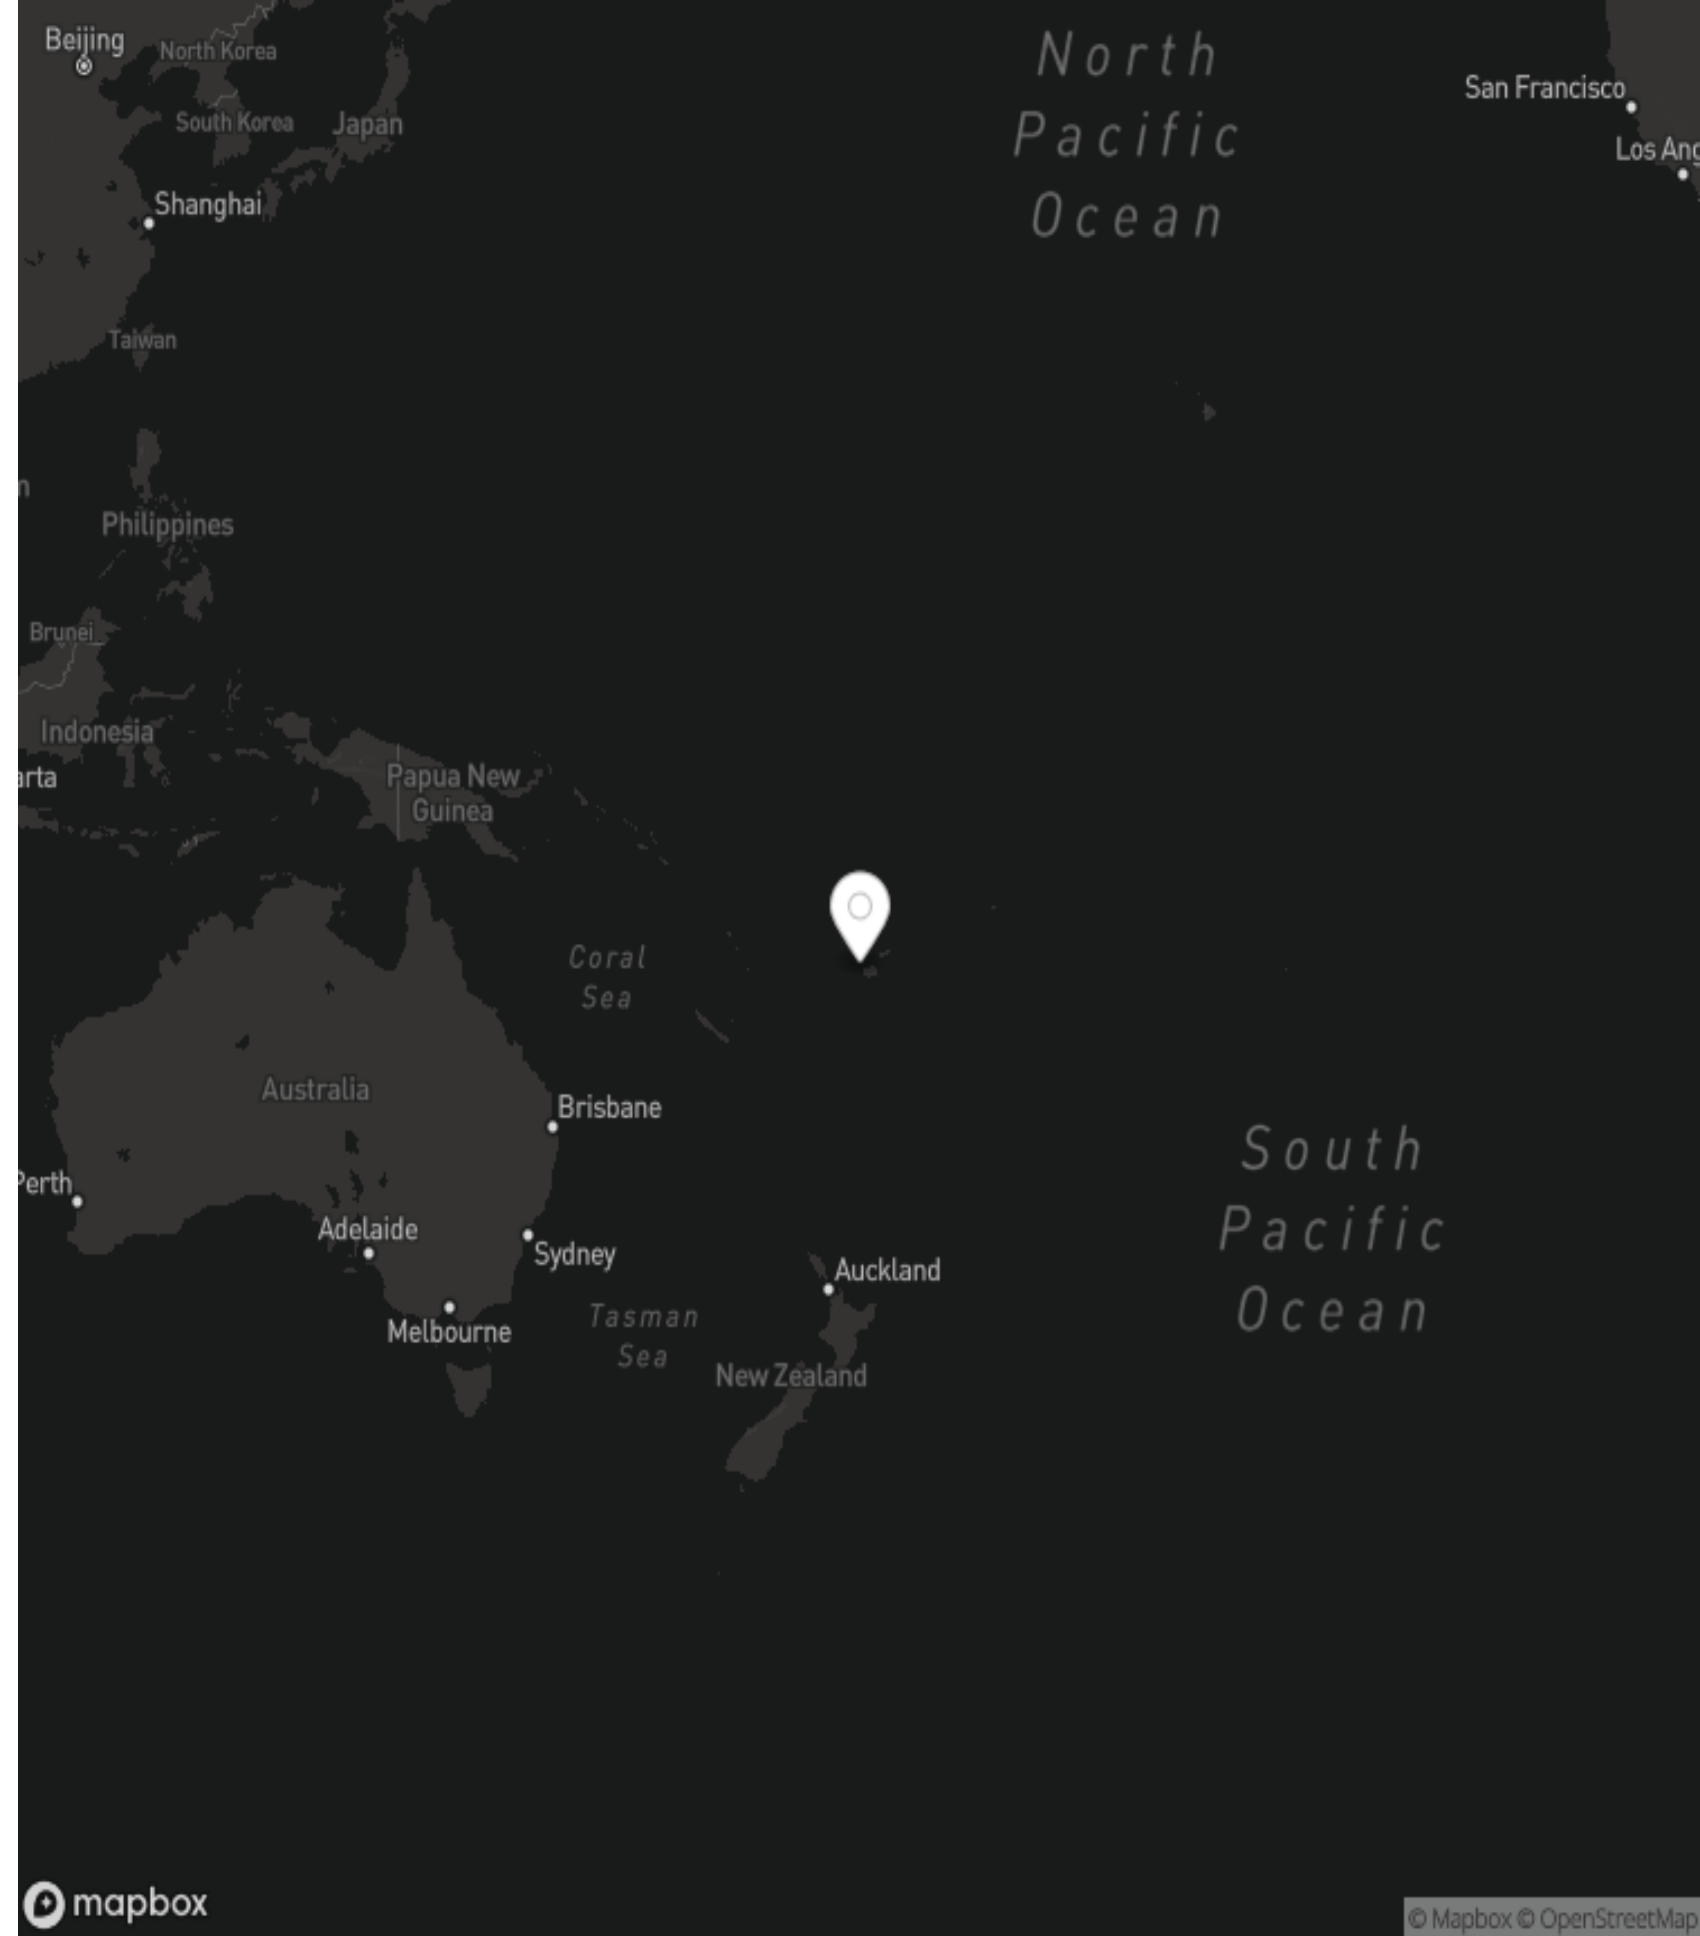 Beijing
North Korea
South Korea
Japan
North
Pacific
Ocean
San Francisco
Los Ang
Shanghai
Taiwan
n
Philippines
Brunei
Indonesia
arta
Papua New
Guinea
Coral
Sea
Australia
Brisbane
Perth
Adelaide
Sydney
Melbourne
Tasman
Sea
Auckland
New Zealand
South
Pacific
Ocean
mapbox
© Mapbox © OpenStreetMap